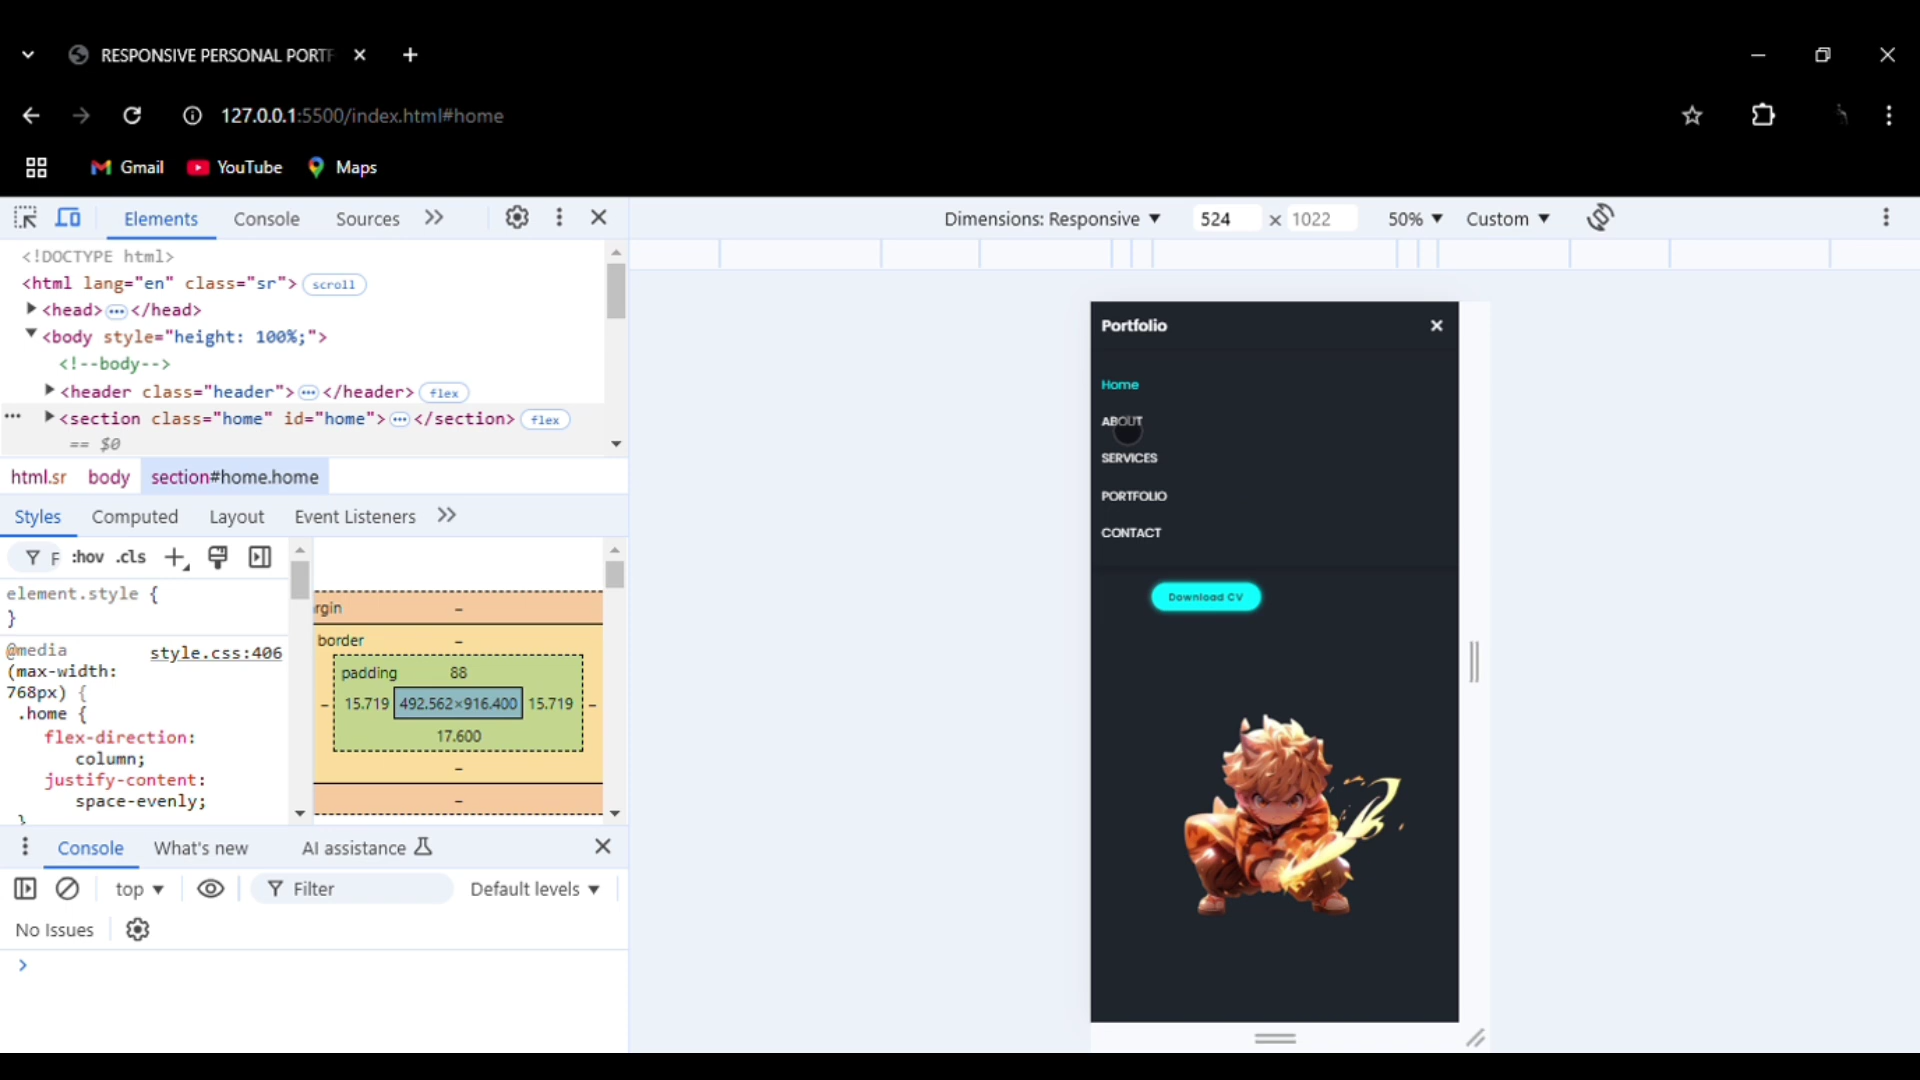 RESPONSIVE PERSONAL PORTF
127.0.0.1:5500/index.html#home
Gmail YouTube Maps
Elements Console Sources
Dimensions: Responsive 524 × 1022 50% Custom
<!DOCTYPE html>
<html lang="en" class="sr"> scroll
<head> ··· </head>
<body style="height: 100%;">
<!--body-->
<header class="header"> ··· </header> flex
··· <section class="home" id="home"> ··· </section> flex
== $0
html.sr body section#home.home
Styles Computed Layout Event Listeners
F :hov .cls
element.style {
}
@media style.css:406
(max-width:
768px) {
.home {
flex-direction:
column;
justify-content:
space-evenly;
}
rgin –
border –
padding 88
– 15.719 492.562×916.400 15.719 –
17.600
–
–
Console What's new AI assistance
top Filter Default levels
No Issues
Portfolio
Home
ABOUT
SERVICES
PORTFOLIO
CONTACT
Download CV